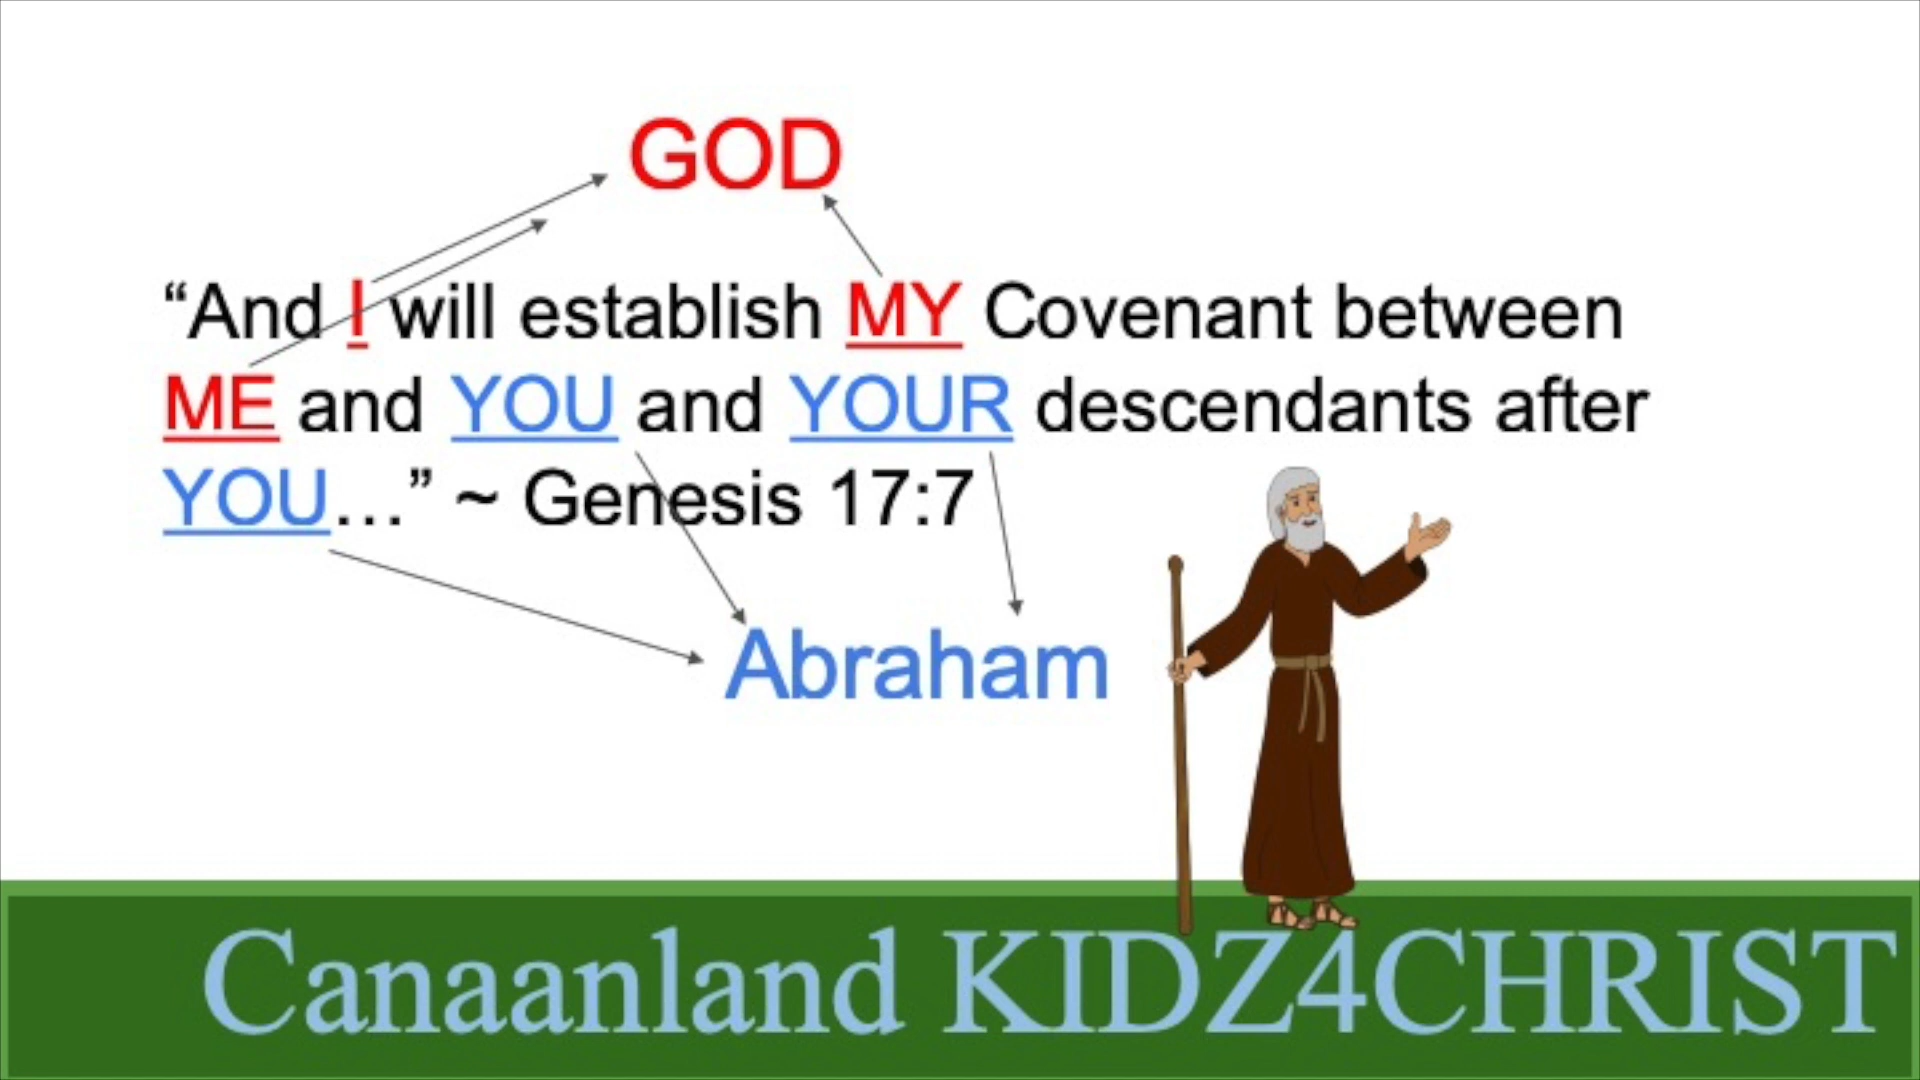 GOD
“And I will establish MY Covenant between
ME and YOU and YOUR descendants after
YOU…” ~ Genesis 17:7
Abraham
Canaanland KIDZ4CHRIST